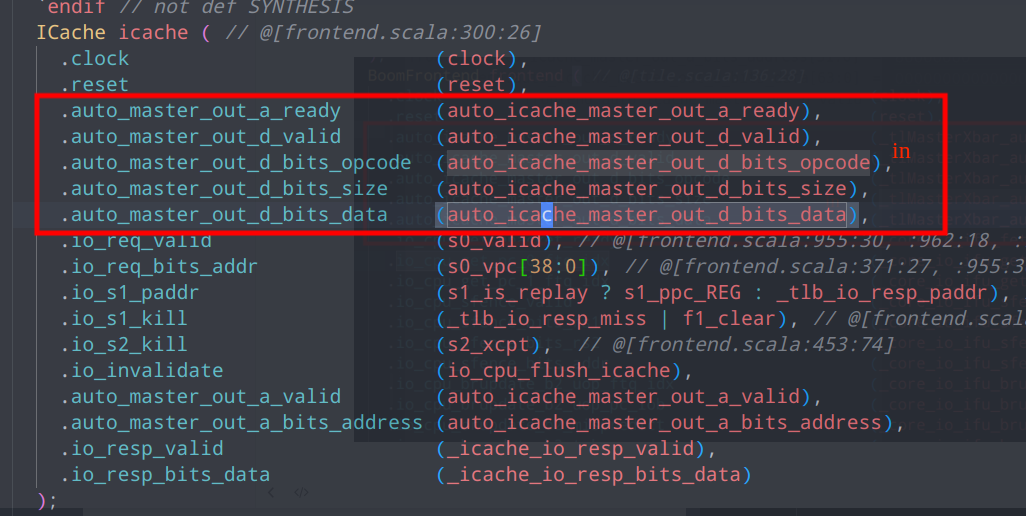 `endif // not def SYNTHESIS
ICache icache ( // @[frontend.scala:300:26]
.clock (clock),
.reset (reset),
.auto_master_out_a_ready (auto_icache_master_out_a_ready),
.auto_master_out_d_valid (auto_icache_master_out_d_valid),
in
.auto_master_out_d_bits_opcode (auto_icache_master_out_d_bits_opcode),
.auto_master_out_d_bits_size (auto_icache_master_out_d_bits_size),
.auto_master_out_d_bits_data (auto_icache_master_out_d_bits_data),
.io_req_valid (s0_valid), // @[frontend.scala:955:30, :962:18, :
.io_req_bits_addr (s0_vpc[38:0]), // @[frontend.scala:371:27, :955:3
.io_s1_paddr (s1_is_replay ? s1_ppc_REG : _tlb_io_resp_paddr),
.io_s1_kill (_tlb_io_resp_miss | f1_clear), // @[frontend.scal
.io_s2_kill (s2_xcpt), // @[frontend.scala:453:74]
.io_invalidate (io_cpu_flush_icache),
.auto_master_out_a_valid (auto_icache_master_out_a_valid),
.auto_master_out_a_bits_address (auto_icache_master_out_a_bits_address),
.io_resp_valid (_icache_io_resp_valid),
.io_resp_bits_data (_icache_io_resp_bits_data)
);